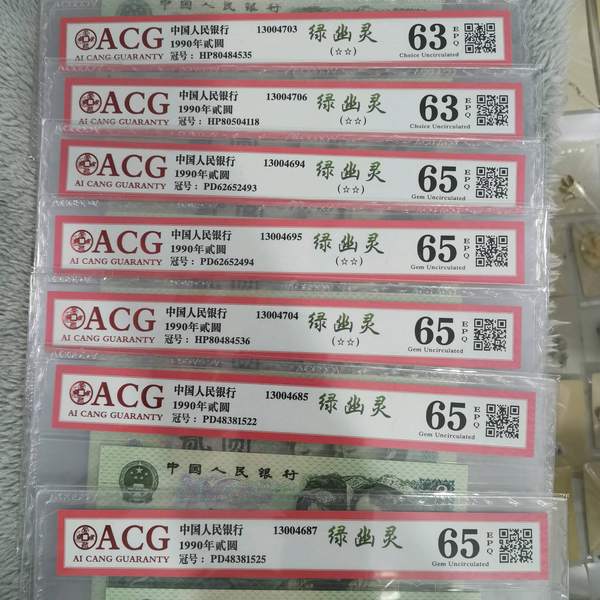 中国人民银行
ACG
AI CANG GUARANTY
中国人民银行 13004703
1990年贰圆
冠号: HP80484535
绿幽灵
(☆☆)
63 EPQ
Choice Uncirculated
ACG
AI CANG GUARANTY
中国人民银行 13004706
1990年贰圆
冠号: HP80504118
绿幽灵
(☆☆)
63 EPQ
Choice Uncirculated
ACG
AI CANG GUARANTY
中国人民银行 13004694
1990年贰圆
冠号: PD62652493
绿幽灵
(☆☆)
65 EPQ
Gem Uncirculated
ACG
AI CANG GUARANTY
中国人民银行 13004695
1990年贰圆
冠号: PD62652494
绿幽灵
(☆☆)
65 EPQ
Gem Uncirculated
ACG
AI CANG GUARANTY
中国人民银行 13004704
1990年贰圆
冠号: HP80484536
绿幽灵
(☆☆)
65 EPQ
Gem Uncirculated
ACG
AI CANG GUARANTY
中国人民银行 13004685
1990年贰圆
冠号: PD48381522
绿幽灵
65 EPQ
Gem Uncirculated
贰圆
中国人民银行
ACG
AI CANG GUARANTY
中国人民银行 13004687
1990年贰圆
冠号: PD48381525
绿幽灵
65 EPQ
Gem Uncirculated